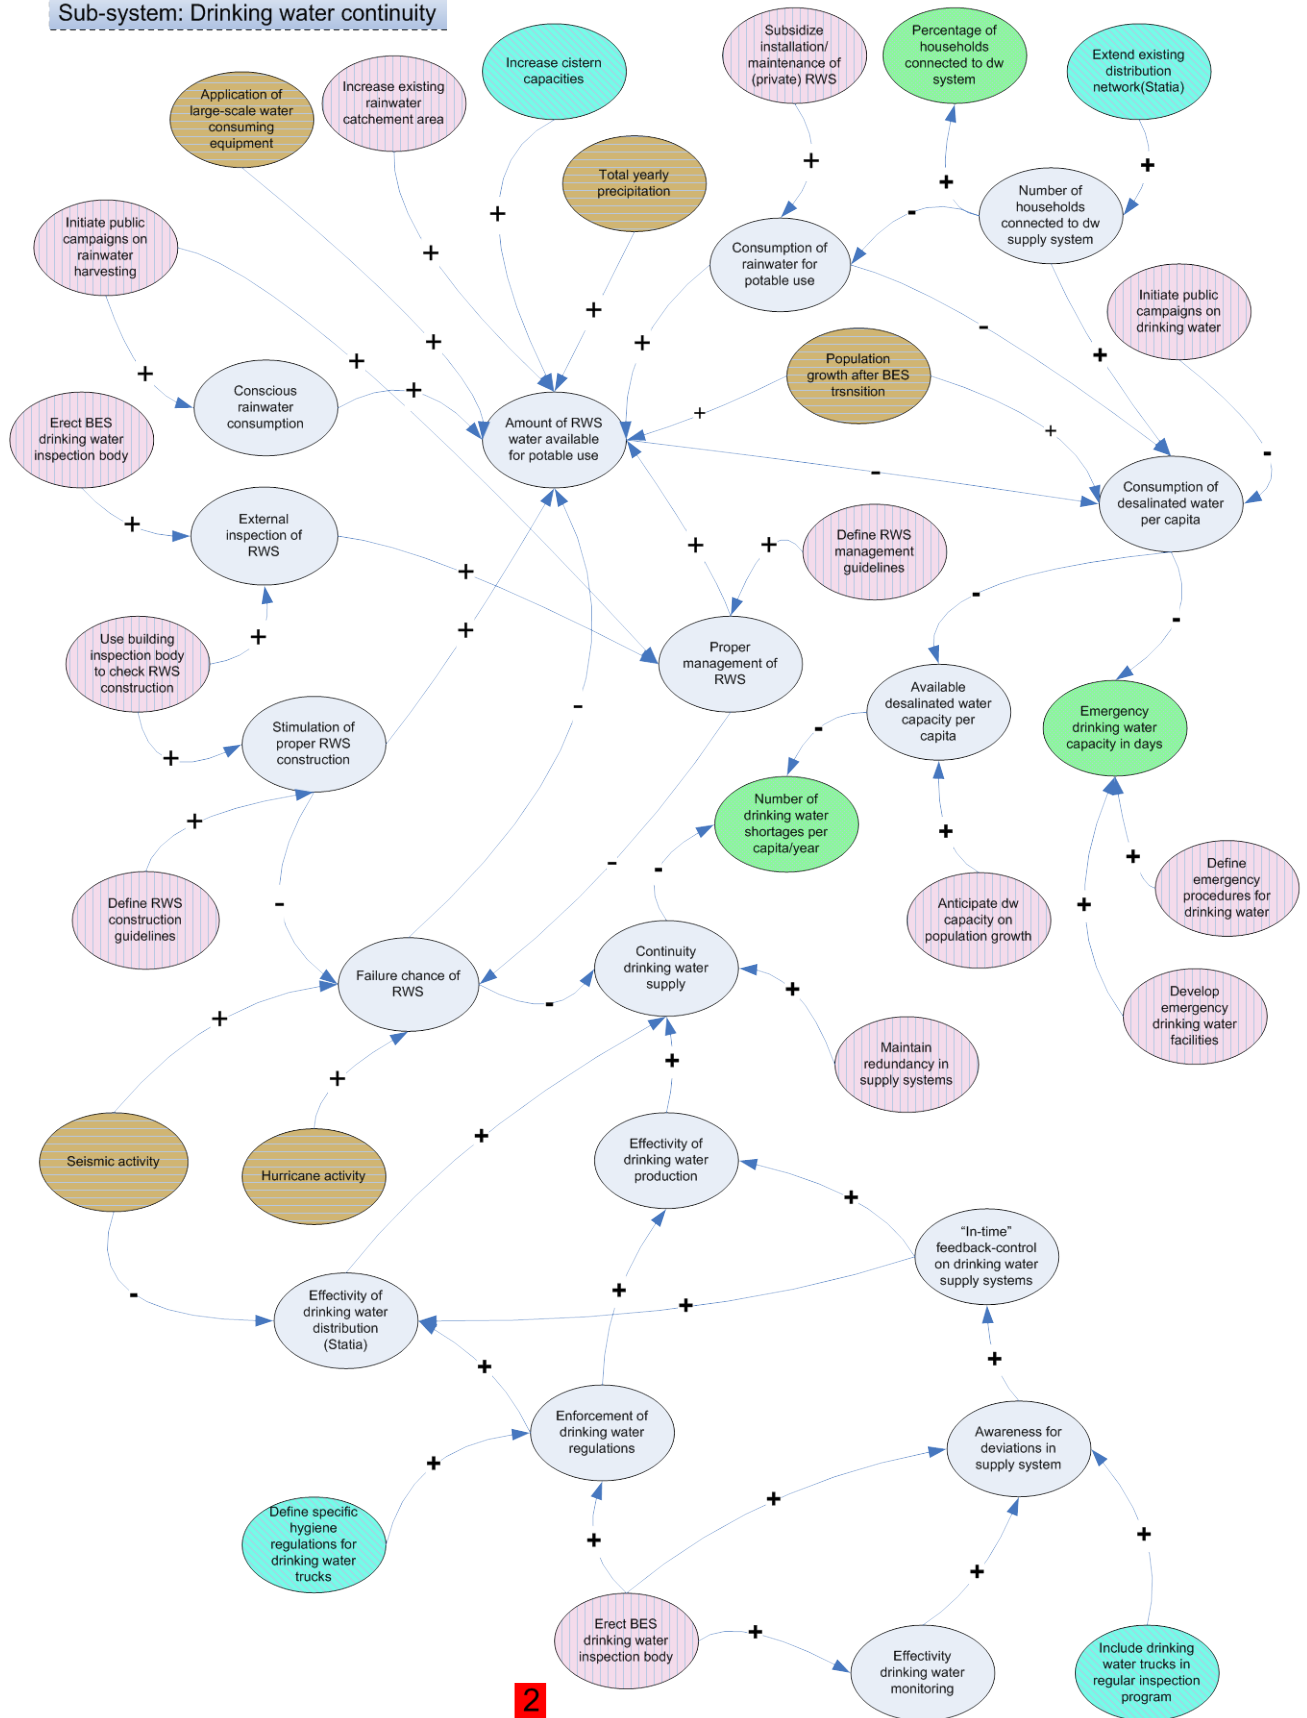 Sub-system: Drinking water continuity
Subsidize
installation/
maintenance of
(private) RWS
Percentage of
households
connected to dw
system
Extend existing
distribution
network(Statia)
Increase cistern
capacities
Increase existing
rainwater
catchement area
Application of
large-scale water
consuming
equipment
Total yearly
precipitation
Number of
households
connected to dw
supply system
Initiate public
campaigns on
rainwater
harvesting
Consumption of
rainwater for
potable use
Initiate public
campaigns on
drinking water
Population
growth after BES
trsnsition
Conscious
rainwater
consumption
Erect BES
drinking water
inspection body
Amount of RWS
water available
for potable use
Consumption of
desalinated water
per capita
External
inspection of
RWS
Define RWS
management
guidelines
Use building
inspection body
to check RWS
construction
Proper
management of
RWS
Available
desalinated water
capacity per
capita
Emergency
drinking water
capacity in days
Stimulation of
proper RWS
construction
Number of
drinking water
shortages per
capita/year
Define RWS
construction
guidelines
Anticipate dw
capacity on
population growth
Define
emergency
procedures for
drinking water
Failure chance of
RWS
Continuity
drinking water
supply
Develop
emergency
drinking water
facilities
Maintain
redundancy in
supply systems
Seismic activity
Hurricane activity
Effectivity of
drinking water
production
“In-time”
feedback-control
on drinking water
supply systems
Effectivity of
drinking water
distribution
(Statia)
Enforcement of
drinking water
regulations
Awareness for
deviations in
supply system
Define specific
hygiene
regulations for
drinking water
trucks
Erect BES
drinking water
inspection body
Effectivity
drinking water
monitoring
Include drinking
water trucks in
regular inspection
program
2